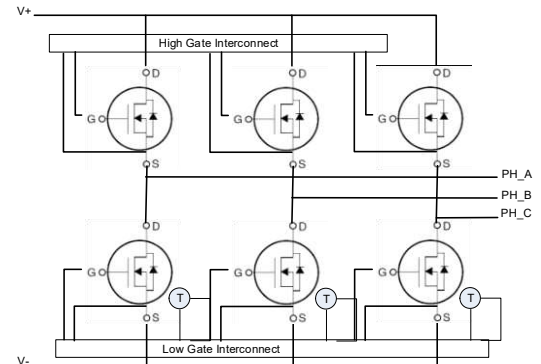 V+
High Gate Interconnect
D D D
G G G
S S S
PH_A
PH_B
PH_C
D D D
G G G
T T T
S S S
Low Gate Interconnect
V-